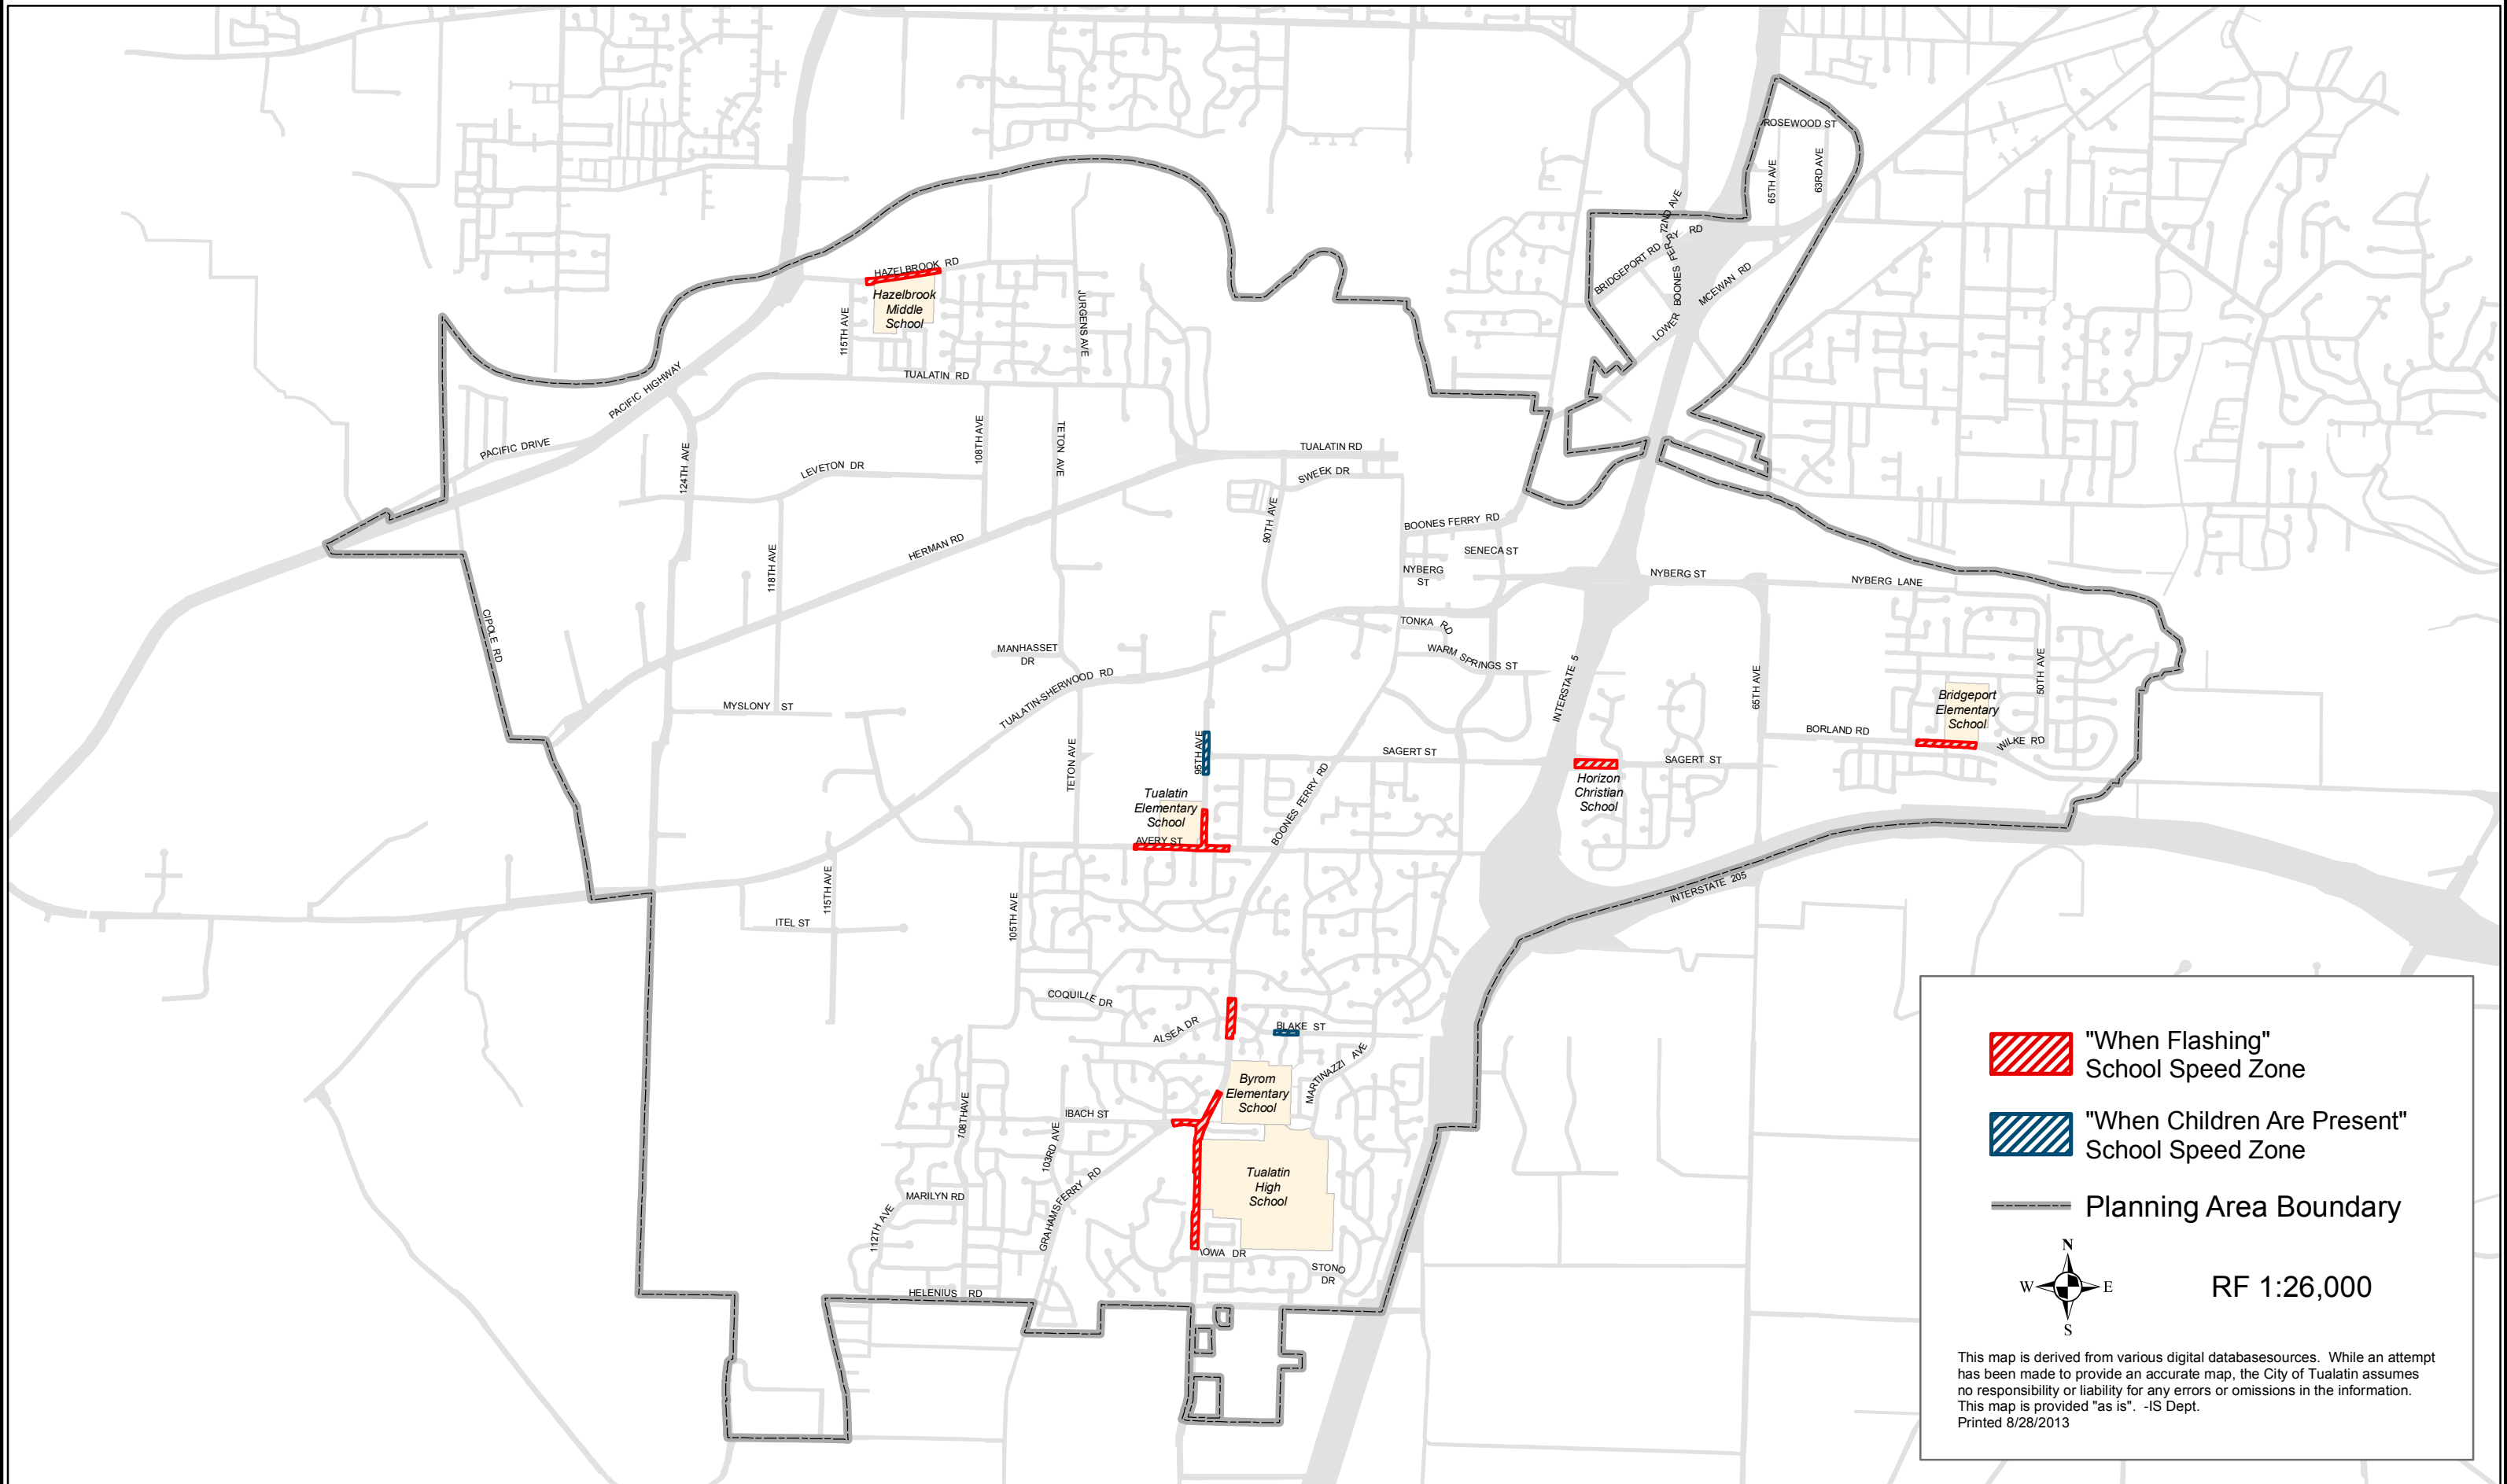 ROSEWOOD ST
65TH AVE
63RD AVE
72ND AVE
BRIDGEPORT RD
LOWER BOONES FERRY RD
MCEWAN RD
HAZELBROOK RD
Hazelbrook
Middle
School
115TH AVE
JURGENS AVE
TUALATIN RD
PACIFIC HIGHWAY
PACIFIC DRIVE
124TH AVE
LEVETON DR
108TH AVE
TETON AVE
TUALATIN RD
SWEEK DR
90TH AVE
BOONES FERRY RD
SENECA ST
NYBERG
ST
NYBERG ST
NYBERG LANE
HERMAN RD
118TH AVE
CIPOLE RD
MANHASSET
DR
TONKA RD
WARM SPRINGS ST
TUALATIN-SHERWOOD RD
MYSLONY ST
INTERSTATE 5
65TH AVE
50TH AVE
Bridgeport
Elementary
School
BORLAND RD
WILKE RD
TETON AVE
95TH AVE
SAGERT ST
SAGERT ST
Horizon
Christian
School
Tualatin
Elementary
School
AVERY ST
BOONES FERRY RD
INTERSTATE 205
115TH AVE
ITEL ST
105TH AVE
COQUILLE DR
ALSEA DR
BLAKE ST
MARTINAZZI AVE
Byrom
Elementary
School
IBACH ST
108THAVE
103RD AVE
GRAHAMSFERRY RD
MARILYN RD
112TH AVE
Tualatin
High
School
IOWA DR
STONO
DR
HELENIUS RD
"When Flashing"
School Speed Zone
"When Children Are Present"
School Speed Zone
Planning Area Boundary
N
W E
S
RF 1:26,000
This map is derived from various digital databasesources. While an attempt
has been made to provide an accurate map, the City of Tualatin assumes
no responsibility or liability for any errors or omissions in the information.
This map is provided "as is". -IS Dept.
Printed 8/28/2013